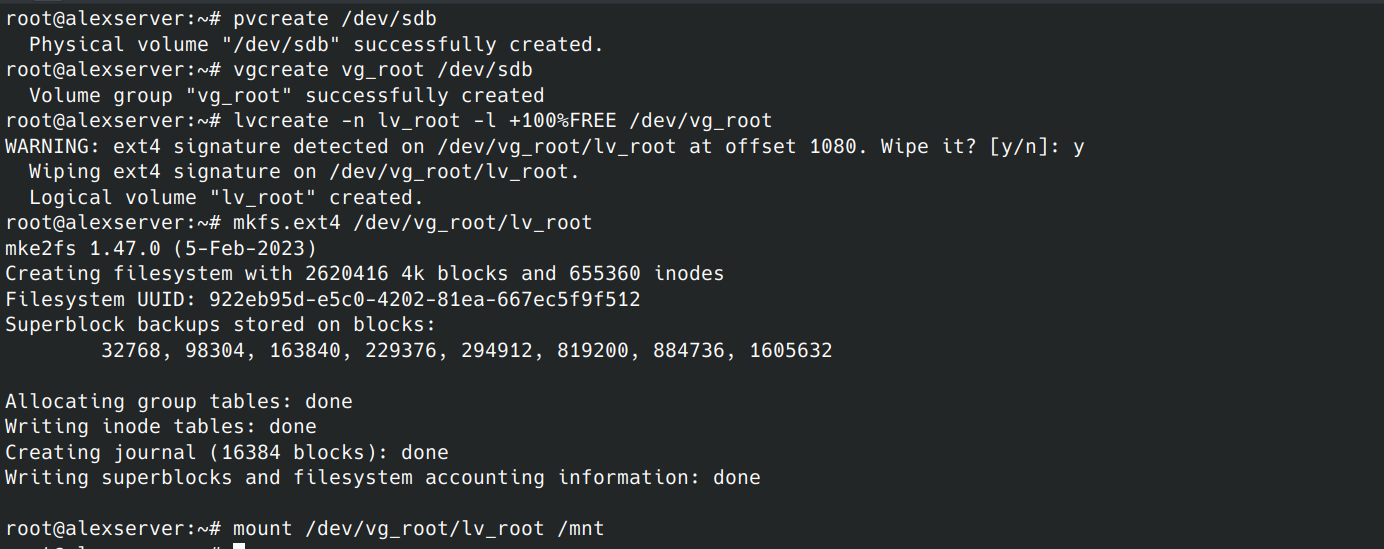 root@alexserver:~# pvcreate /dev/sdb
  Physical volume "/dev/sdb" successfully created.
root@alexserver:~# vgcreate vg_root /dev/sdb
  Volume group "vg_root" successfully created
root@alexserver:~# lvcreate -n lv_root -l +100%FREE /dev/vg_root
WARNING: ext4 signature detected on /dev/vg_root/lv_root at offset 1080. Wipe it? [y/n]: y
  Wiping ext4 signature on /dev/vg_root/lv_root.
  Logical volume "lv_root" created.
root@alexserver:~# mkfs.ext4 /dev/vg_root/lv_root
mke2fs 1.47.0 (5-Feb-2023)
Creating filesystem with 2620416 4k blocks and 655360 inodes
Filesystem UUID: 922eb95d-e5c0-4202-81ea-667ec5f9f512
Superblock backups stored on blocks:
        32768, 98304, 163840, 229376, 294912, 819200, 884736, 1605632

Allocating group tables: done
Writing inode tables: done
Creating journal (16384 blocks): done
Writing superblocks and filesystem accounting information: done

root@alexserver:~# mount /dev/vg_root/lv_root /mnt